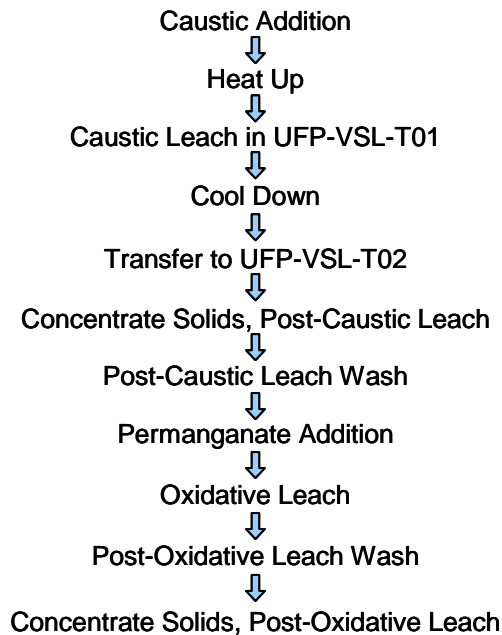 Caustic Addition
Heat Up
Caustic Leach in UFP-VSL-T01
Cool Down
Transfer to UFP-VSL-T02
Concentrate Solids, Post-Caustic Leach
Post-Caustic Leach Wash
Permanganate Addition
Oxidative Leach
Post-Oxidative Leach Wash
Concentrate Solids, Post-Oxidative Leach